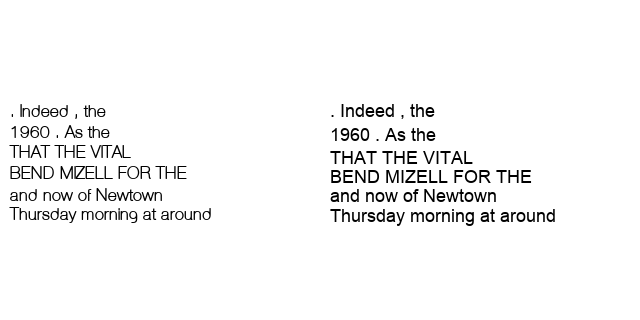 . Indeed , the
1960 . As the
THAT THE VITAL
BEND MIZELL FOR THE
and now of Newtown
Thursday morning at around
. Indeed , the
1960 . As the
THAT THE VITAL
BEND MIZELL FOR THE
and now of Newtown
Thursday morning at around